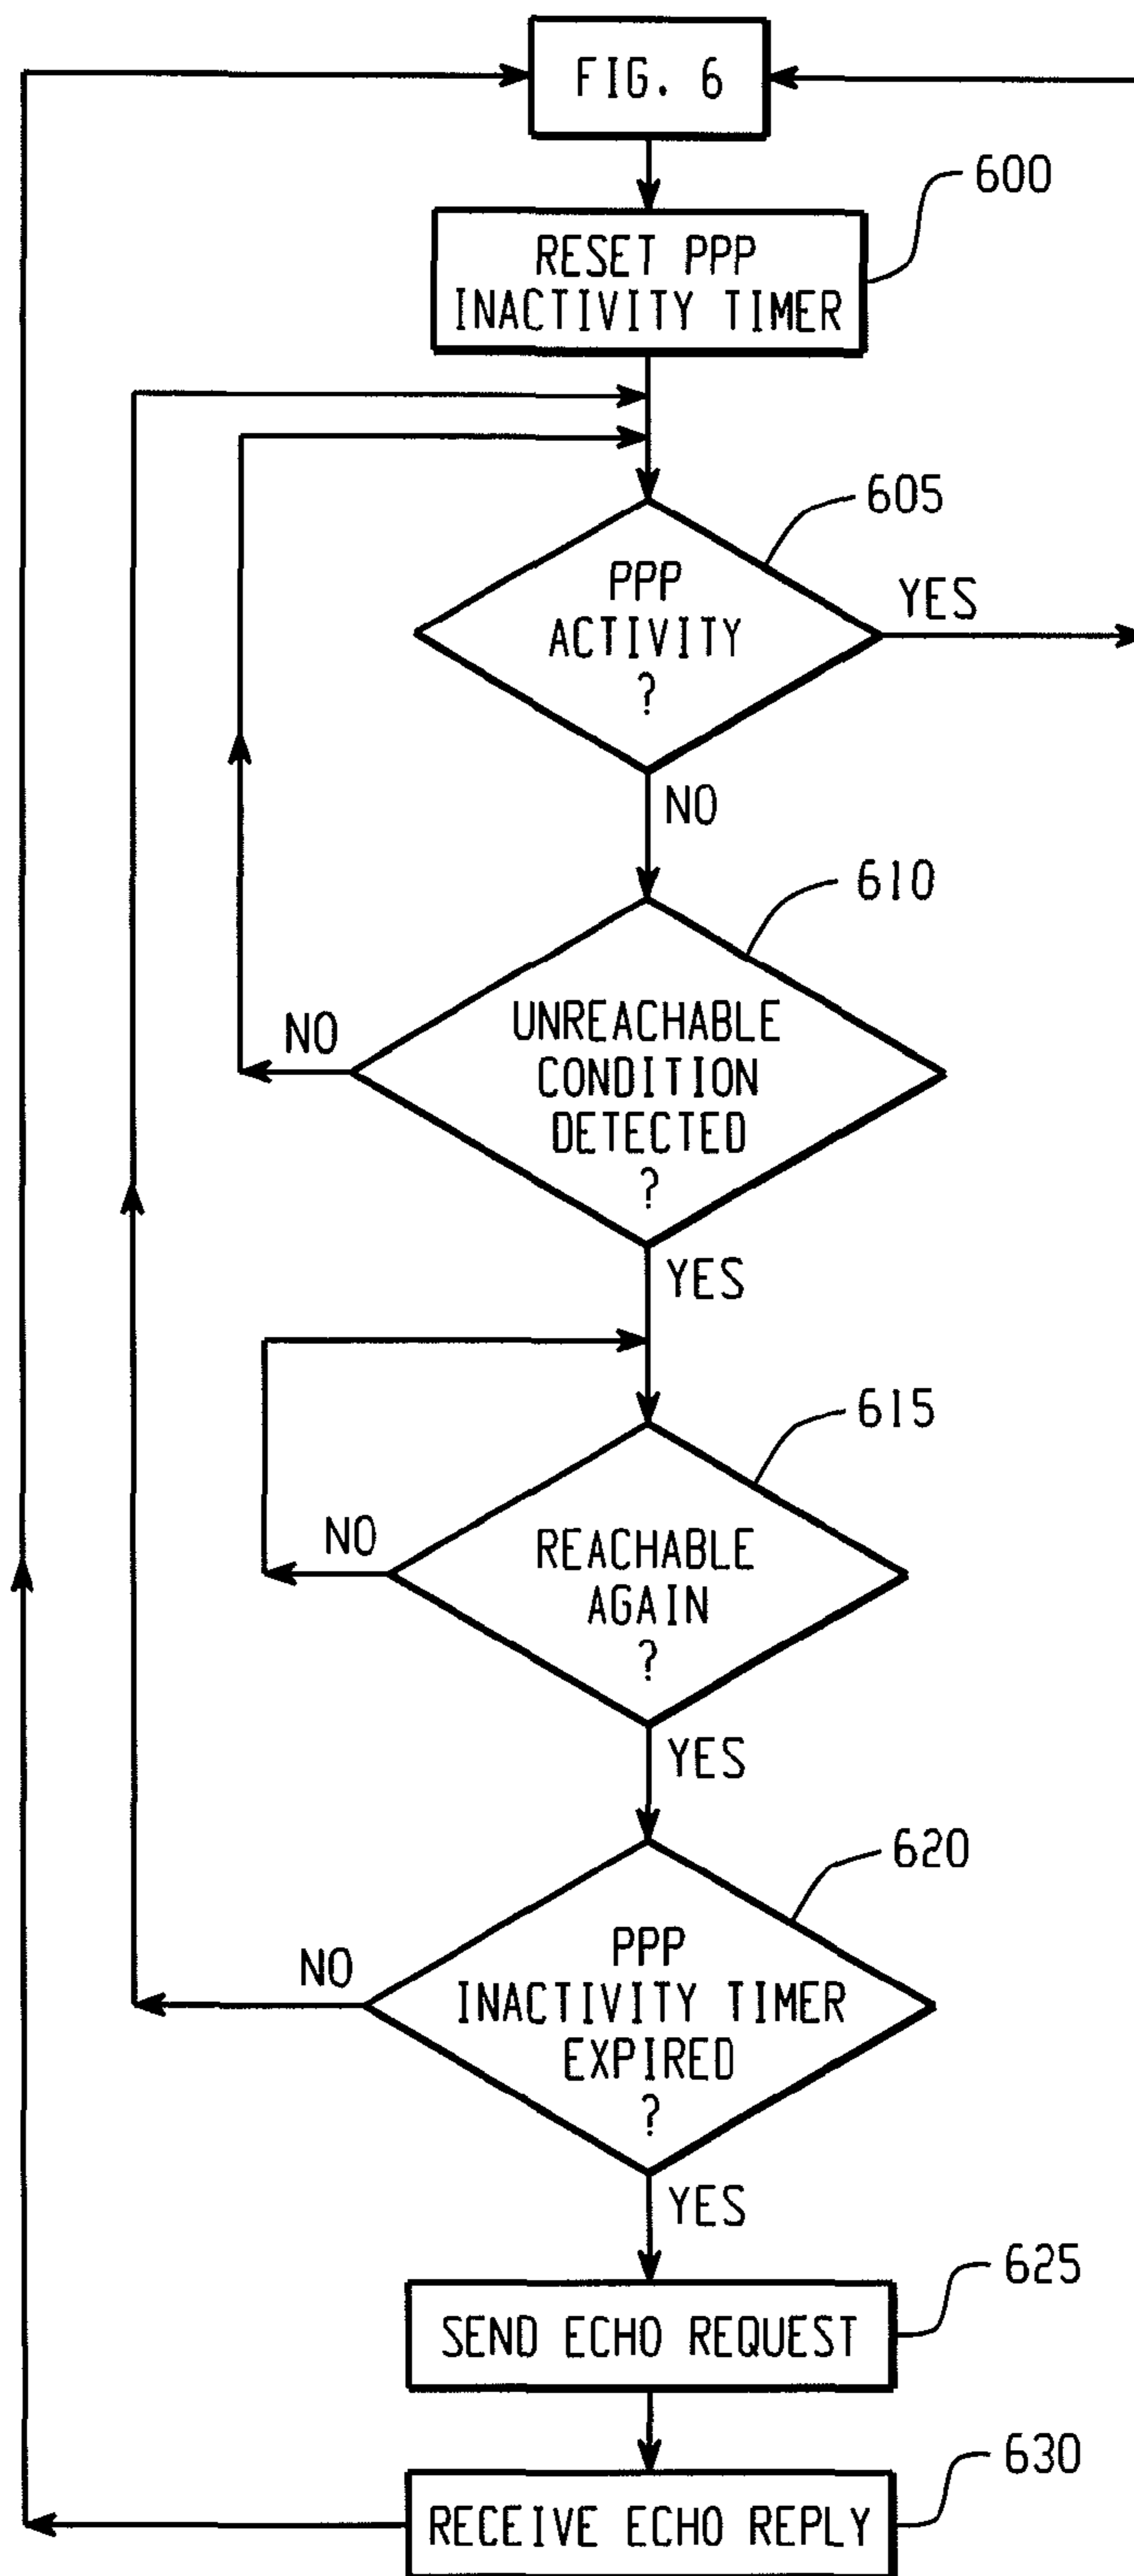 FIG. 6
600
RESET PPP
INACTIVITY TIMER
605
PPP
ACTIVITY
?
YES
NO
610
UNREACHABLE
CONDITION
DETECTED
?
NO
YES
615
REACHABLE
AGAIN
?
NO
YES
620
PPP
INACTIVITY TIMER
EXPIRED
?
NO
YES
625
SEND ECHO REQUEST
630
RECEIVE ECHO REPLY